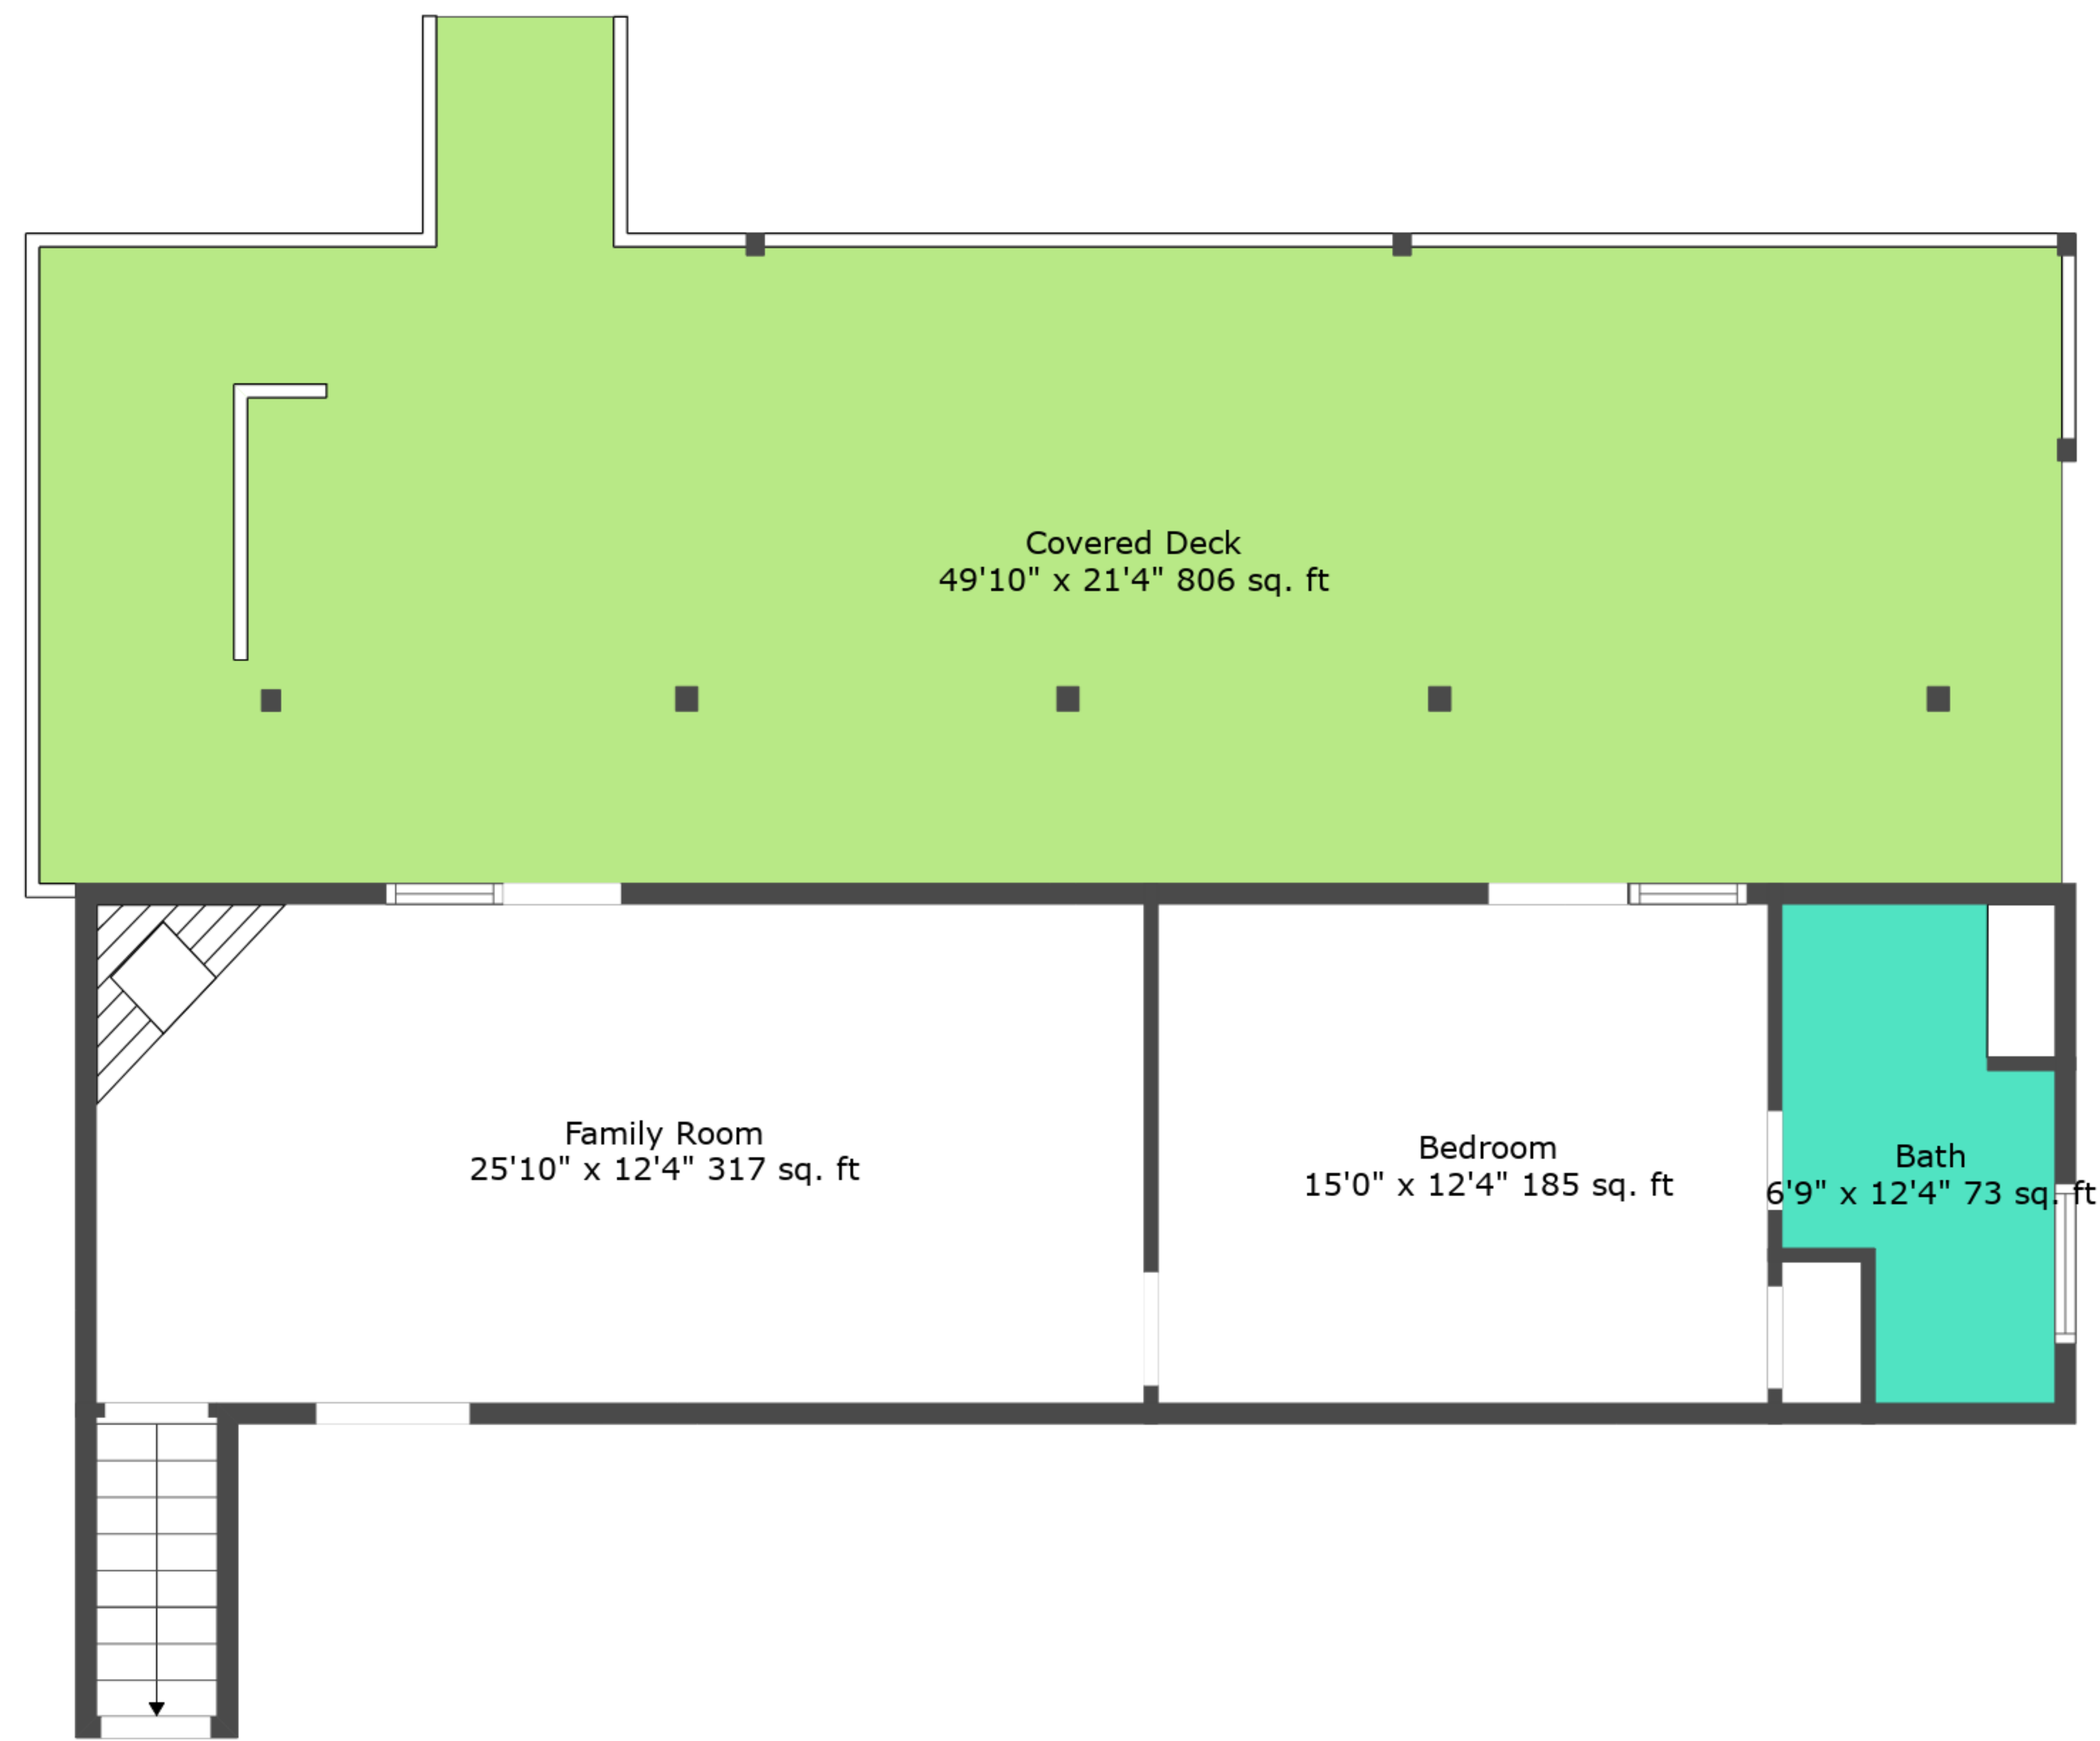 Covered Deck
49'10" x 21'4" 806 sq. ft
Family Room
25'10" x 12'4" 317 sq. ft
Bedroom
15'0" x 12'4" 185 sq. ft
Bath
6'9" x 12'4" 73 sq. ft